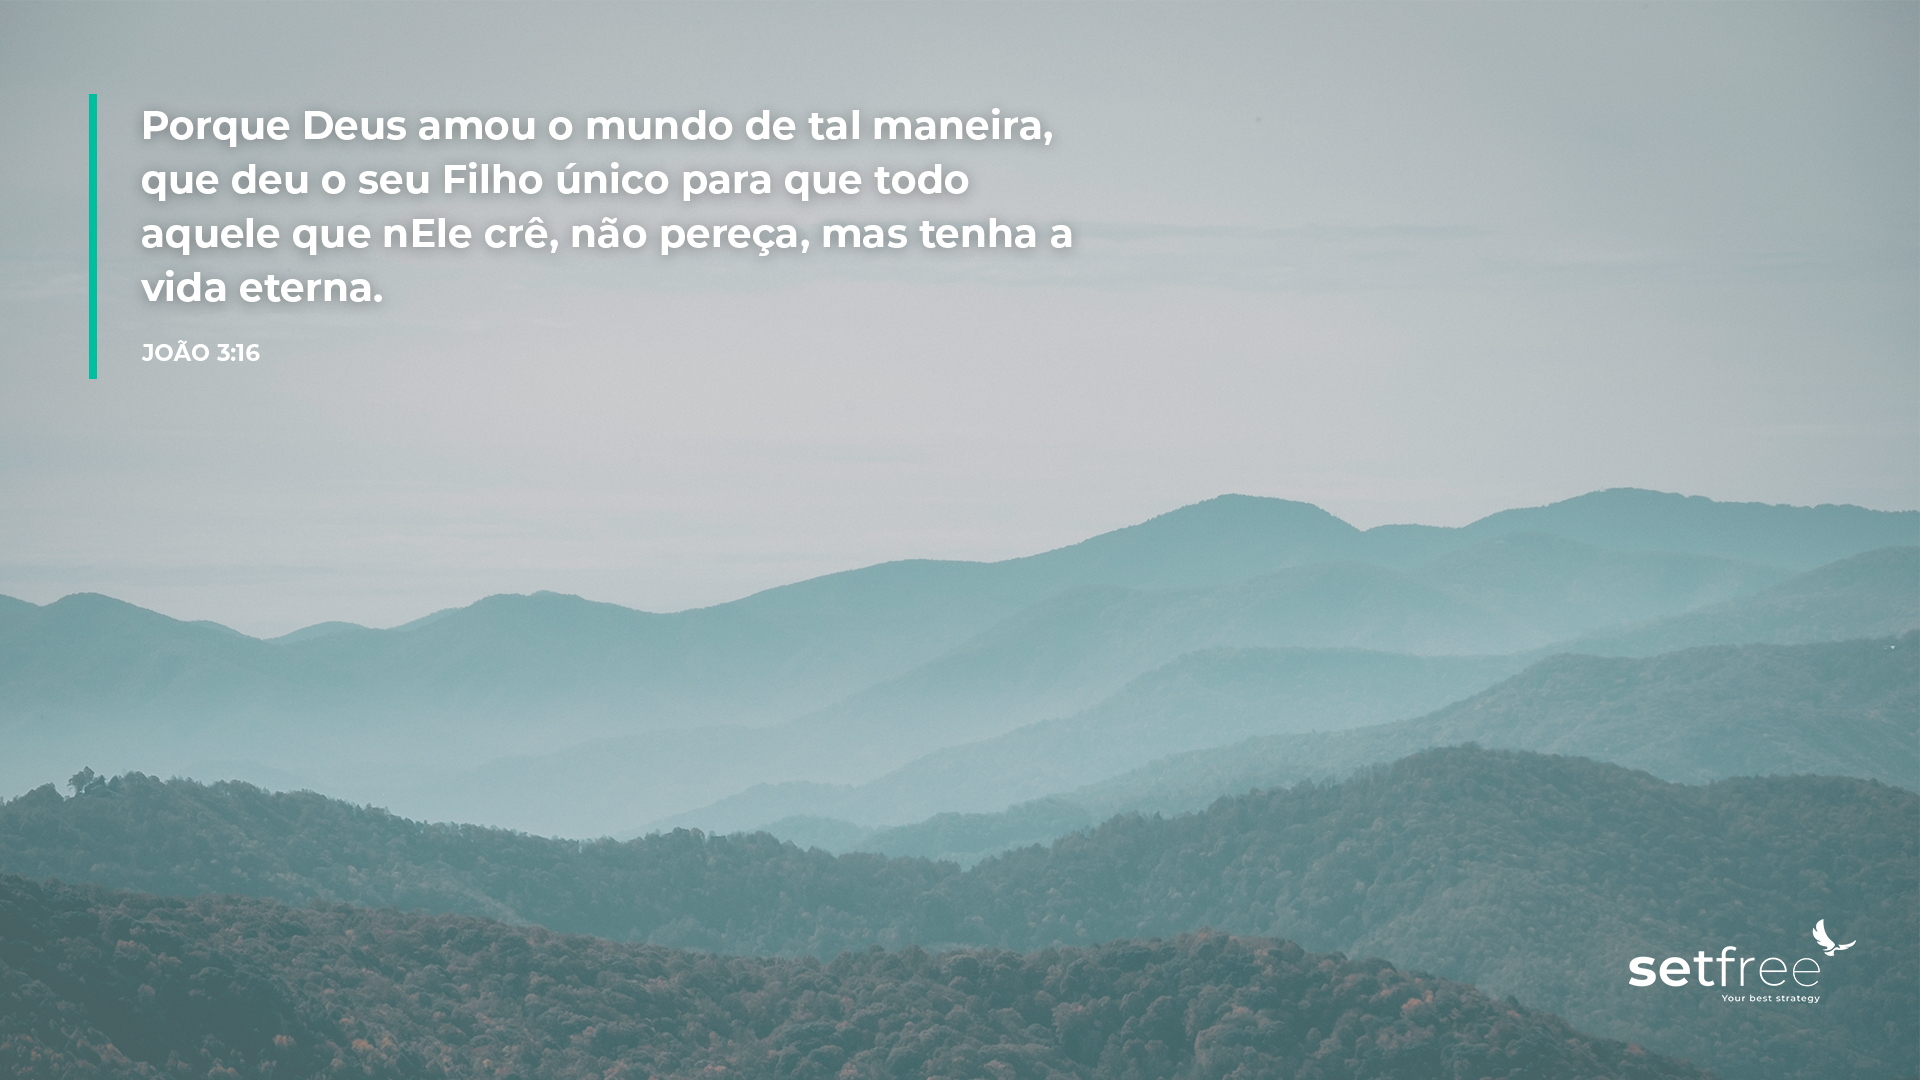 Porque Deus amou o mundo de tal maneira,
que deu o seu Filho único para que todo
aquele que nEle crê, não pereça, mas tenha a
vida eterna.
JOÃO 3:16
setfree
Your best strategy